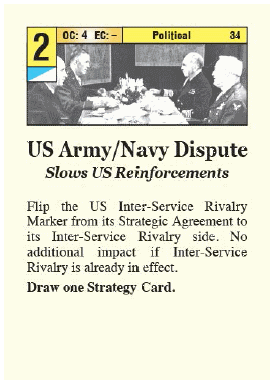 2 OC: 4 EC: – Political 34
US Army/Navy Dispute
Slows US Reinforcements
Flip the US Inter-Service Rivalry
Marker from its Strategic Agreement to
its Inter-Service Rivalry side. No
additional impact if Inter-Service
Rivalry is already in effect.
Draw one Strategy Card.